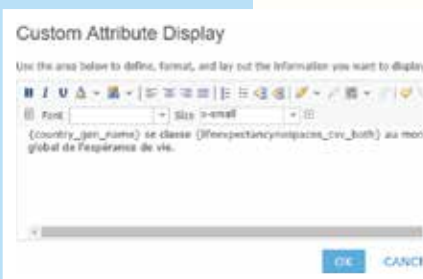 Custom Attribute Display
Use the area below to define, format, and lay out the information you want to display
B I U A
Font Size x-small
{country_gen_name} se classe {lifeexpectancynospaces_csv_both} au mon
global de l'espérance de vie.
OK CANC